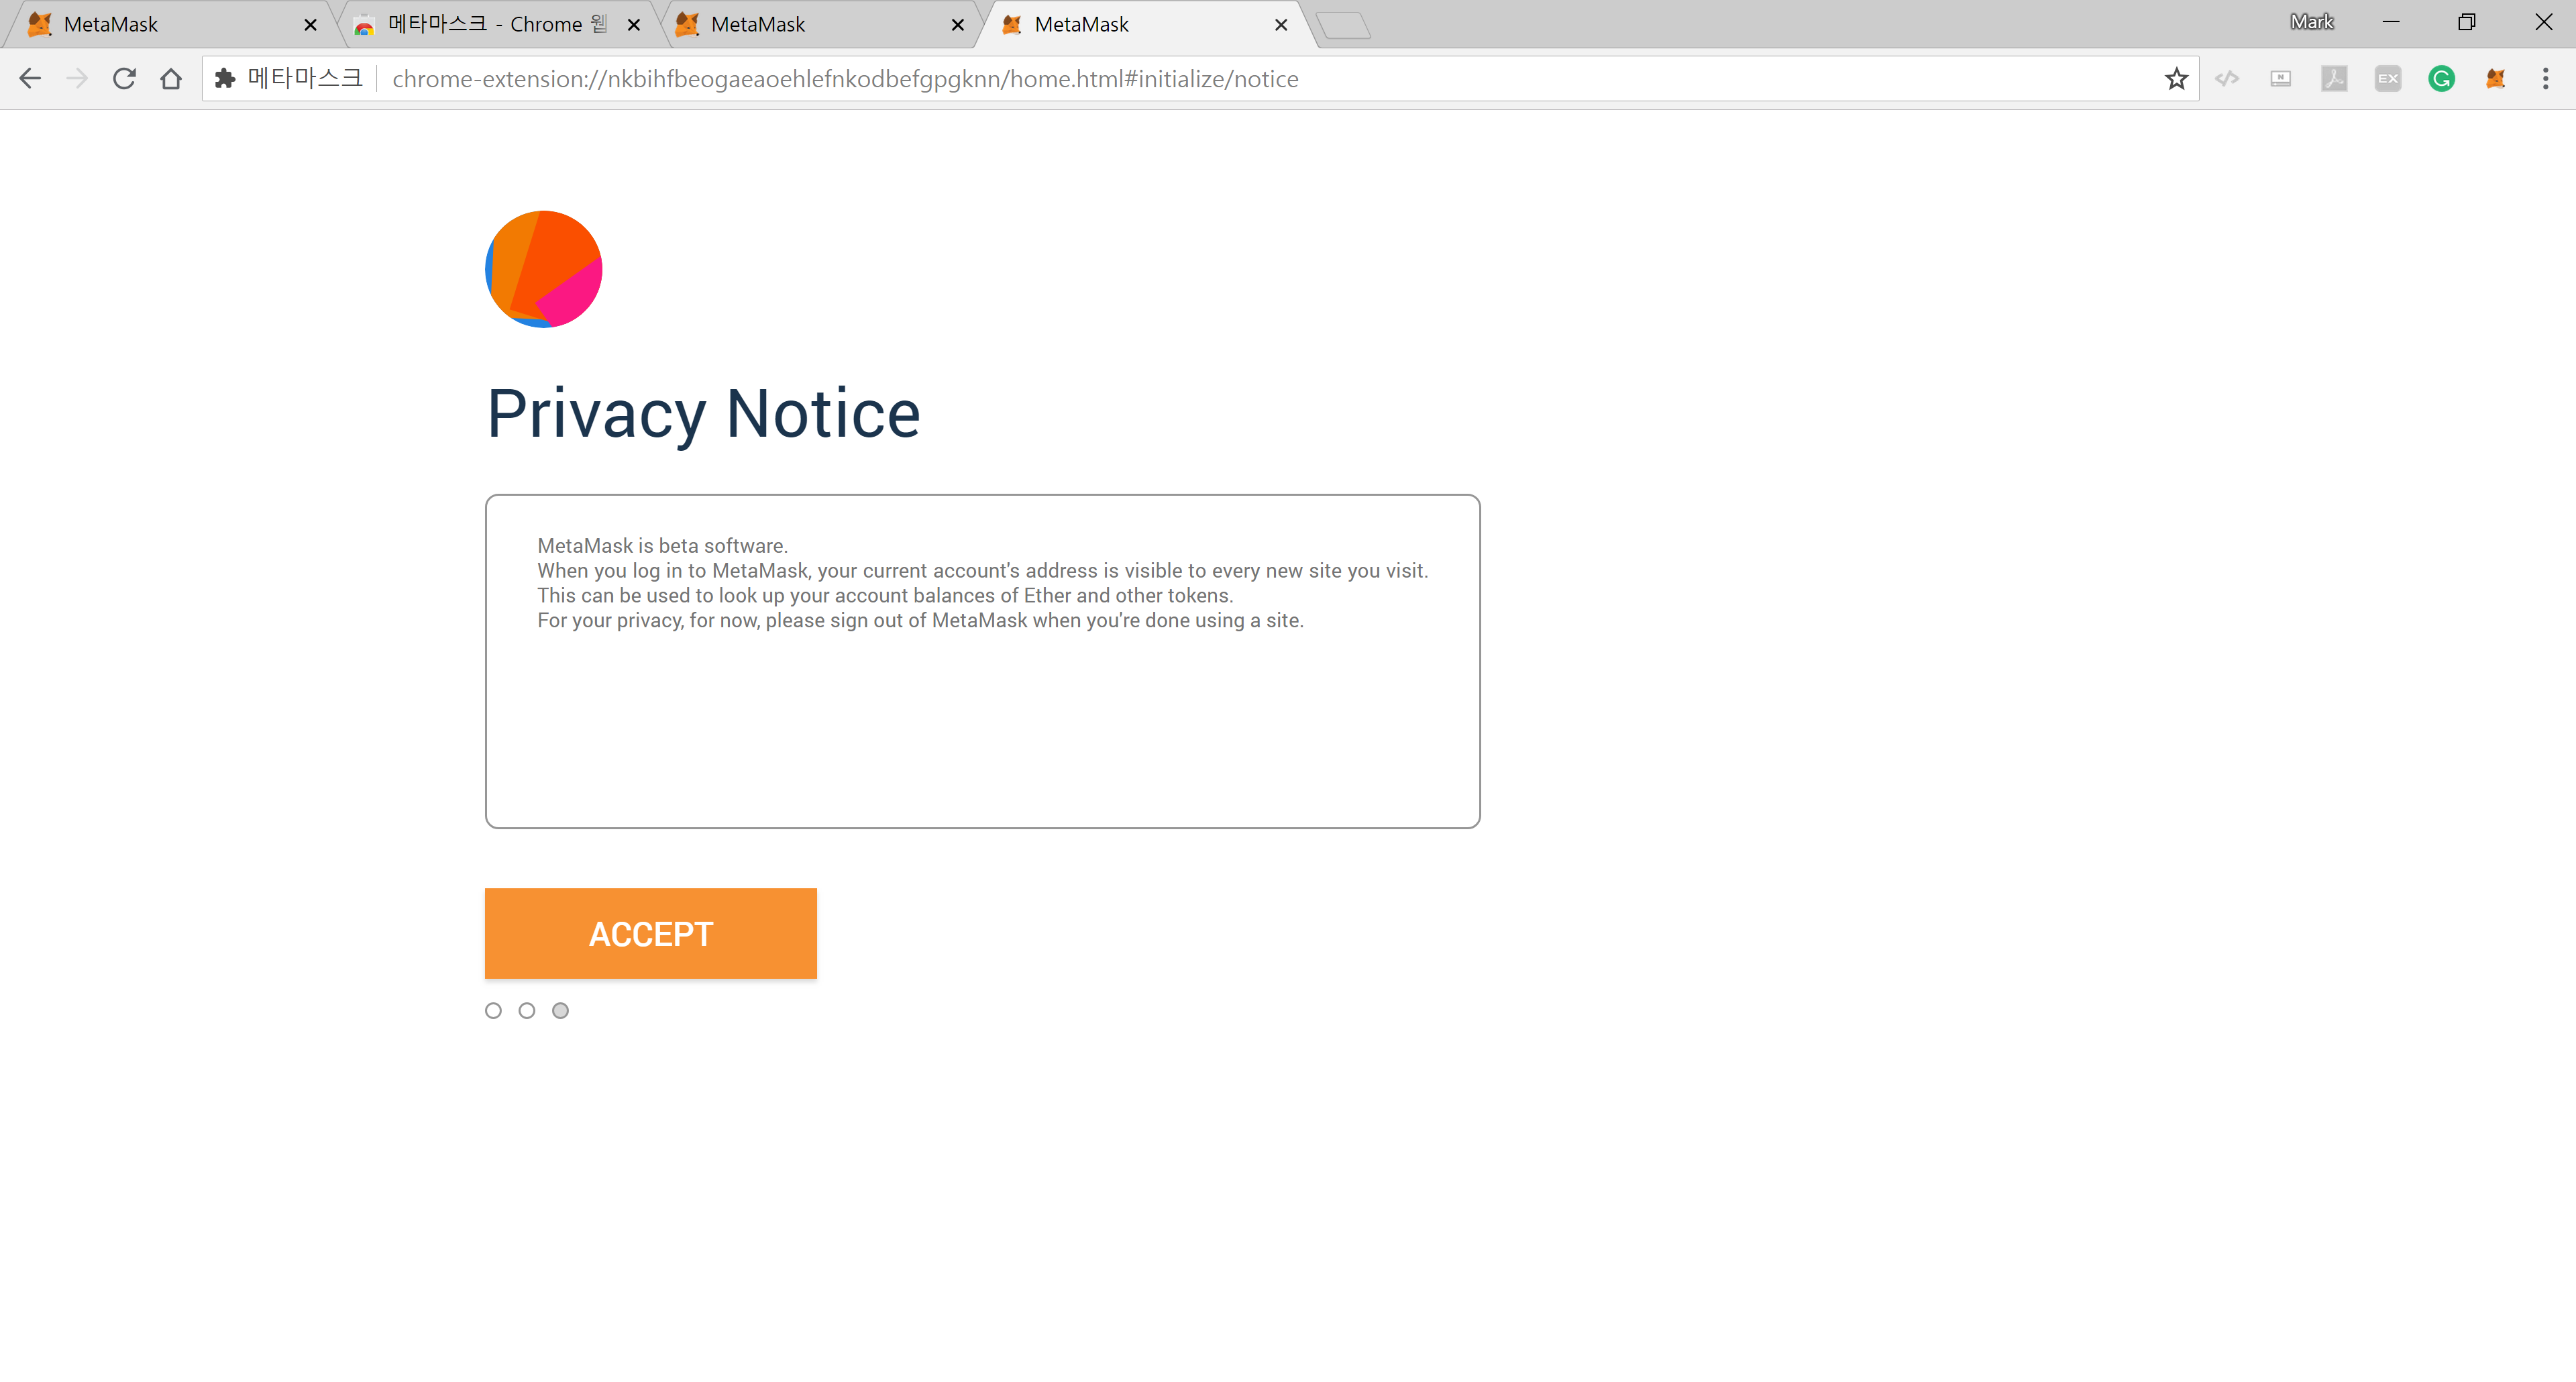 MetaMask
메타마스크 - Chrome 웹
MetaMask
MetaMask
Mark
메타마스크
chrome-extension://nkbihfbeogaeaoehlefnkodbefgpgknn/home.html#initialize/notice
EX
Privacy Notice
MetaMask is beta software.
When you log in to MetaMask, your current account's address is visible to every new site you visit.
This can be used to look up your account balances of Ether and other tokens.
For your privacy, for now, please sign out of MetaMask when you're done using a site.
ACCEPT